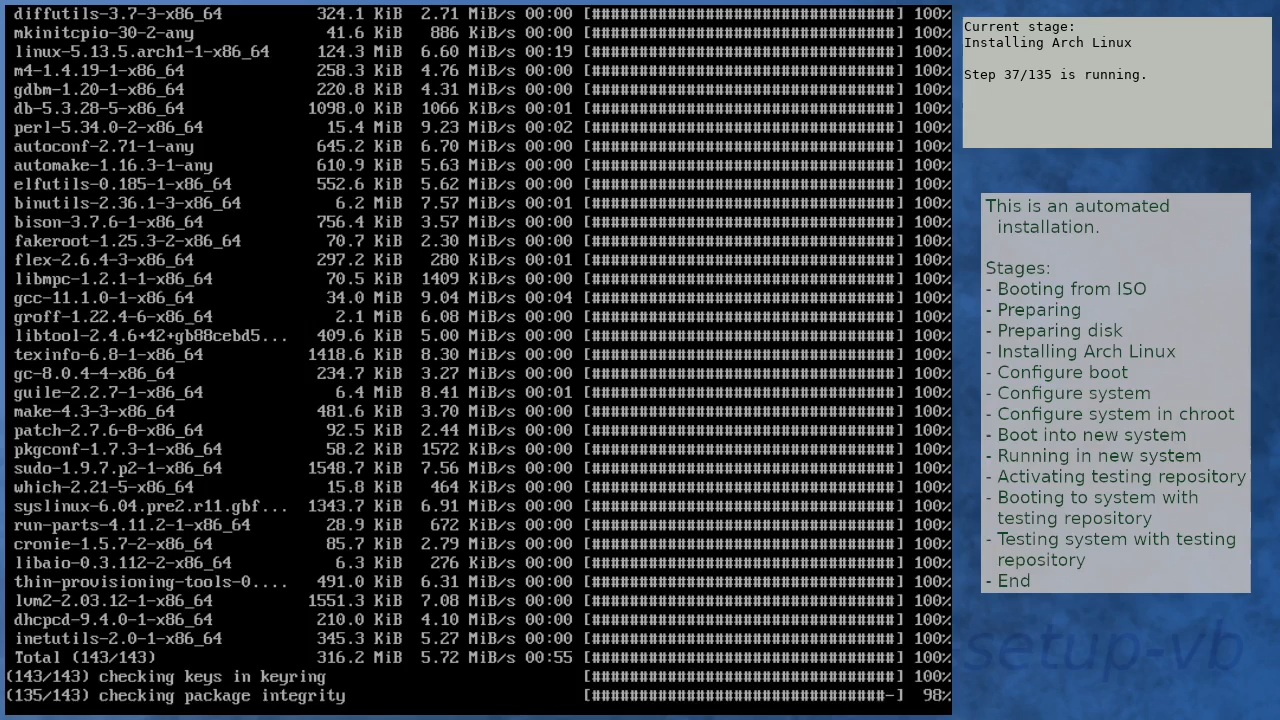 diffutils-3.7-3-x86_64 324.1 KiB 2.71 MiB/s 00:00 [################################] 100%
mkinitcpio-30-2-any 41.6 KiB 886 KiB/s 00:00 [################################] 100%
linux-5.13.5.arch1-1-x86_64 124.3 MiB 6.60 MiB/s 00:19 [################################] 100%
m4-1.4.19-1-x86_64 258.3 KiB 4.76 MiB/s 00:00 [################################] 100%
gdbm-1.20-1-x86_64 220.8 KiB 4.31 MiB/s 00:00 [################################] 100%
db-5.3.28-5-x86_64 1098.0 KiB 1066 KiB/s 00:01 [################################] 100%
perl-5.34.0-2-x86_64 15.4 MiB 9.23 MiB/s 00:02 [################################] 100%
autoconf-2.71-1-any 645.2 KiB 6.70 MiB/s 00:00 [################################] 100%
automake-1.16.3-1-any 610.9 KiB 5.63 MiB/s 00:00 [################################] 100%
elfutils-0.185-1-x86_64 552.6 KiB 5.62 MiB/s 00:00 [################################] 100%
binutils-2.36.1-3-x86_64 6.2 MiB 7.57 MiB/s 00:01 [################################] 100%
bison-3.7.6-1-x86_64 756.4 KiB 3.57 MiB/s 00:00 [################################] 100%
fakeroot-1.25.3-2-x86_64 70.7 KiB 2.30 MiB/s 00:00 [################################] 100%
flex-2.6.4-3-x86_64 297.2 KiB 280 KiB/s 00:01 [################################] 100%
libmpc-1.2.1-1-x86_64 70.5 KiB 1409 KiB/s 00:00 [################################] 100%
gcc-11.1.0-1-x86_64 34.0 MiB 9.04 MiB/s 00:04 [################################] 100%
groff-1.22.4-6-x86_64 2.1 MiB 6.08 MiB/s 00:00 [################################] 100%
libtool-2.4.6+42+gb88cebd5... 409.6 KiB 5.00 MiB/s 00:00 [################################] 100%
texinfo-6.8-1-x86_64 1418.6 KiB 8.30 MiB/s 00:00 [################################] 100%
gc-8.0.4-4-x86_64 234.7 KiB 3.27 MiB/s 00:00 [################################] 100%
guile-2.2.7-1-x86_64 6.4 MiB 8.41 MiB/s 00:01 [################################] 100%
make-4.3-3-x86_64 481.6 KiB 3.70 MiB/s 00:00 [################################] 100%
patch-2.7.6-8-x86_64 92.5 KiB 2.44 MiB/s 00:00 [################################] 100%
pkgconf-1.7.3-1-x86_64 58.2 KiB 1572 KiB/s 00:00 [################################] 100%
sudo-1.9.7.p2-1-x86_64 1548.7 KiB 7.56 MiB/s 00:00 [################################] 100%
which-2.21-5-x86_64 15.8 KiB 464 KiB/s 00:00 [################################] 100%
syslinux-6.04.pre2.r11.gbf... 1343.7 KiB 6.91 MiB/s 00:00 [################################] 100%
run-parts-4.11.2-1-x86_64 28.9 KiB 672 KiB/s 00:00 [################################] 100%
cronie-1.5.7-2-x86_64 85.7 KiB 2.79 MiB/s 00:00 [################################] 100%
libaio-0.3.112-2-x86_64 6.3 KiB 276 KiB/s 00:00 [################################] 100%
thin-provisioning-tools-0.... 491.0 KiB 6.31 MiB/s 00:00 [################################] 100%
lvm2-2.03.12-1-x86_64 1551.3 KiB 7.08 MiB/s 00:00 [################################] 100%
dhcpcd-9.4.0-1-x86_64 210.0 KiB 4.10 MiB/s 00:00 [################################] 100%
inetutils-2.0-1-x86_64 345.3 KiB 5.27 MiB/s 00:00 [################################] 100%
Total (143/143) 316.2 MiB 5.72 MiB/s 00:55 [################################] 100%
(143/143) checking keys in keyring [################################] 100%
(135/143) checking package integrity [###############################-] 98%
Current stage:
Installing Arch Linux
Step 37/135 is running.
This is an automated
installation.
Stages:
- Booting from ISO
- Preparing
- Preparing disk
- Installing Arch Linux
- Configure boot
- Configure system
- Configure system in chroot
- Boot into new system
- Running in new system
- Activating testing repository
- Booting to system with
testing repository
- Testing system with testing
repository
- End
setup-vb